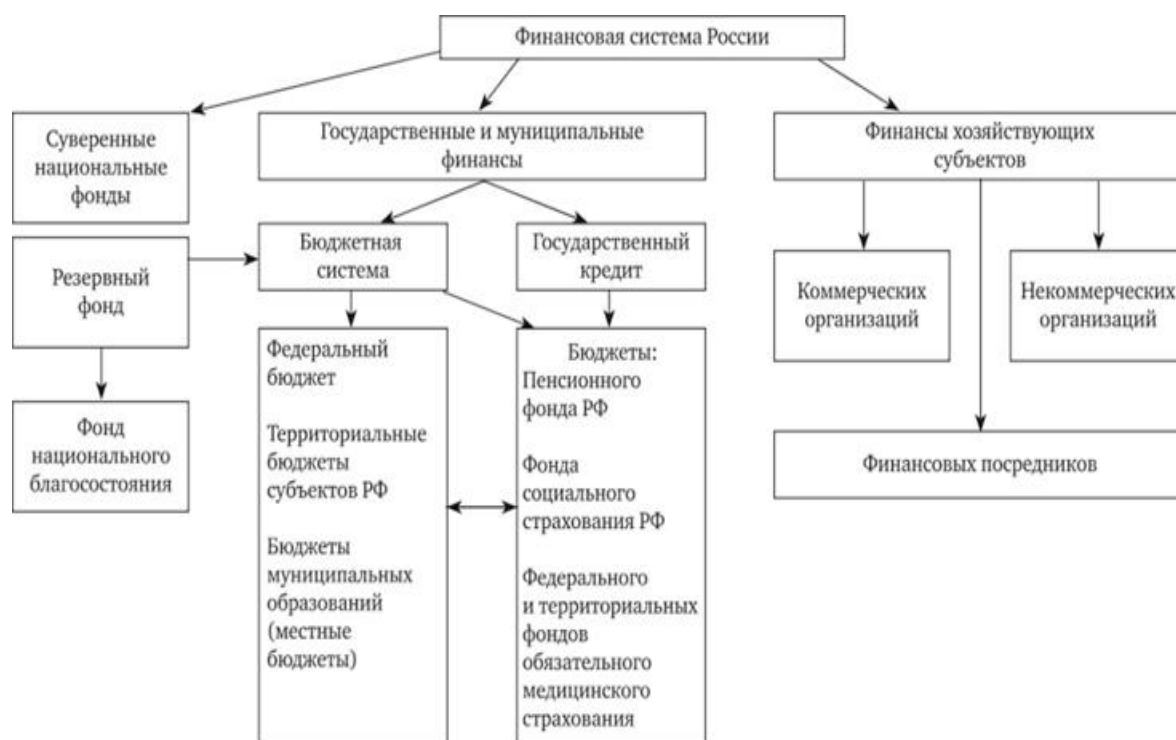 Финансовая система России
Суверенные
национальные
фонды
Государственные и муниципальные
финансы
Финансы хозяйствующих
субъектов
Резервный
фонд
Бюджетная
система
Государственный
кредит
Коммерческих
организаций
Некоммерческих
организаций
Фонд
национального
благосостояния
Федеральный
бюджет
Территориальные
бюджеты
субъектов РФ
Бюджеты
муниципальных
образований
(местные
бюджеты)
Бюджеты:
Пенсионного
фонда РФ
Фонда
социального
страхования РФ
Федерального
и территориальных
фондов
обязательного
медицинского
страхования
Финансовых посредников